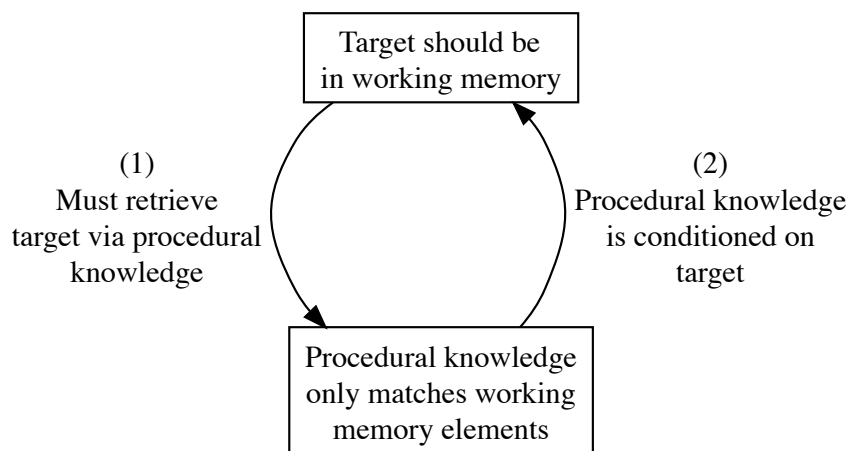 Target should be
in working memory
(1)
Must retrieve
target via procedural
knowledge
(2)
Procedural knowledge
is conditioned on
target
Procedural knowledge
only matches working
memory elements